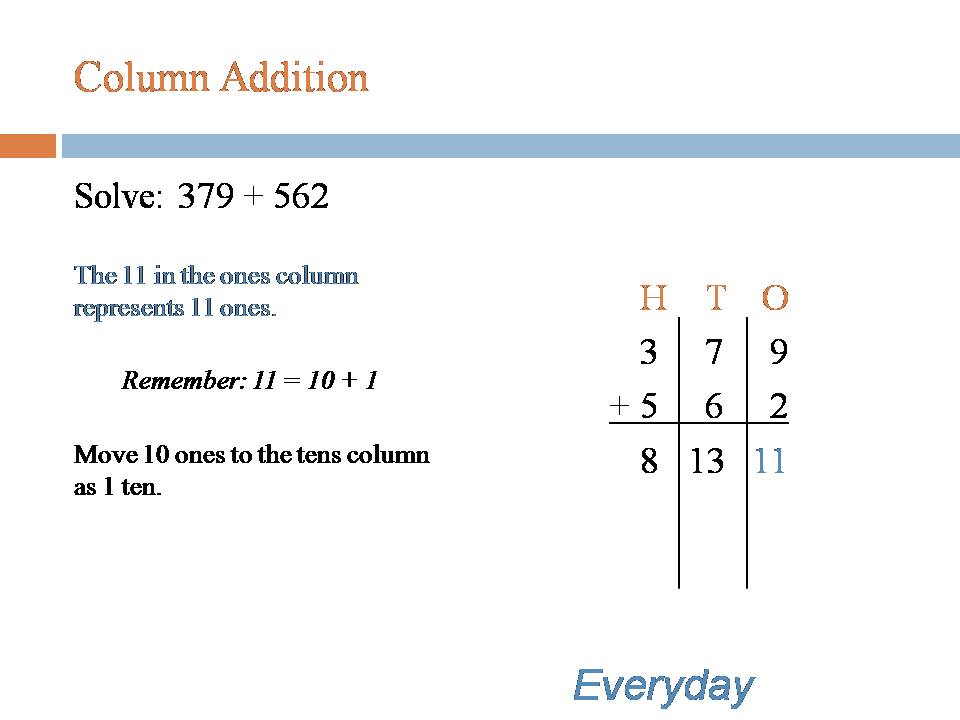 Column Addition
Solve: 379 + 562
The 11 in the ones column
represents 11 ones.
Remember: 11 = 10 + 1
Move 10 ones to the tens column
as 1 ten.
H T O
3 7 9
+ 5 6 2
8 13 11
Everyday